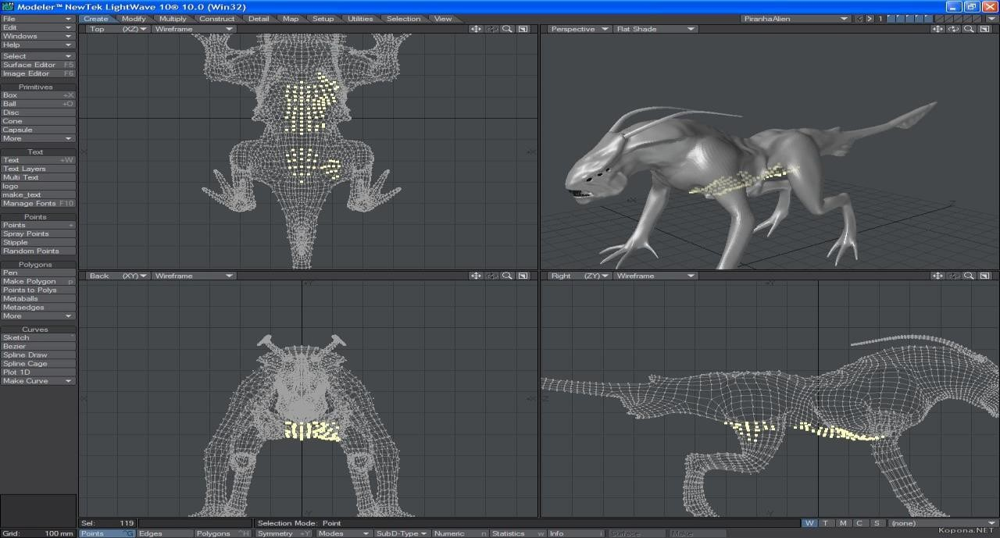 Modeler™ NewTek LightWave 10® 10.0 (Win32)
File
Edit
Windows
Help
Select
Surface Editor F5
Image Editor F6
Primitives
Box +X
Ball +O
Disc
Cone
Capsule
More
Text
Text +W
Text Layers
Multi Text
logo
make_text
Manage Fonts F10
Points
Points +
Spray Points
Stipple
Random Points
Polygons
Pen
Make Polygon p
Points to Polys
Metaballs
Metaedges
More
Curves
Sketch
Bezier
Spline Draw
Spline Cage
Plot 1D
Make Curve
Create Modify Multiply Construct Detail Map Setup Utilities Selection View PiranhaAlien 1
Top (XZ) Wireframe
Perspective Flat Shade
Back (XY) Wireframe
Right (ZY) Wireframe
Sel: 119 Selection Mode: Point W T M C S (none)
Grid: 100 mm Points ^G Edges Polygons ^H Symmetry +Y Modes SubD-Type Numeric n Statistics w Info i Surface Make
Kopona.NET